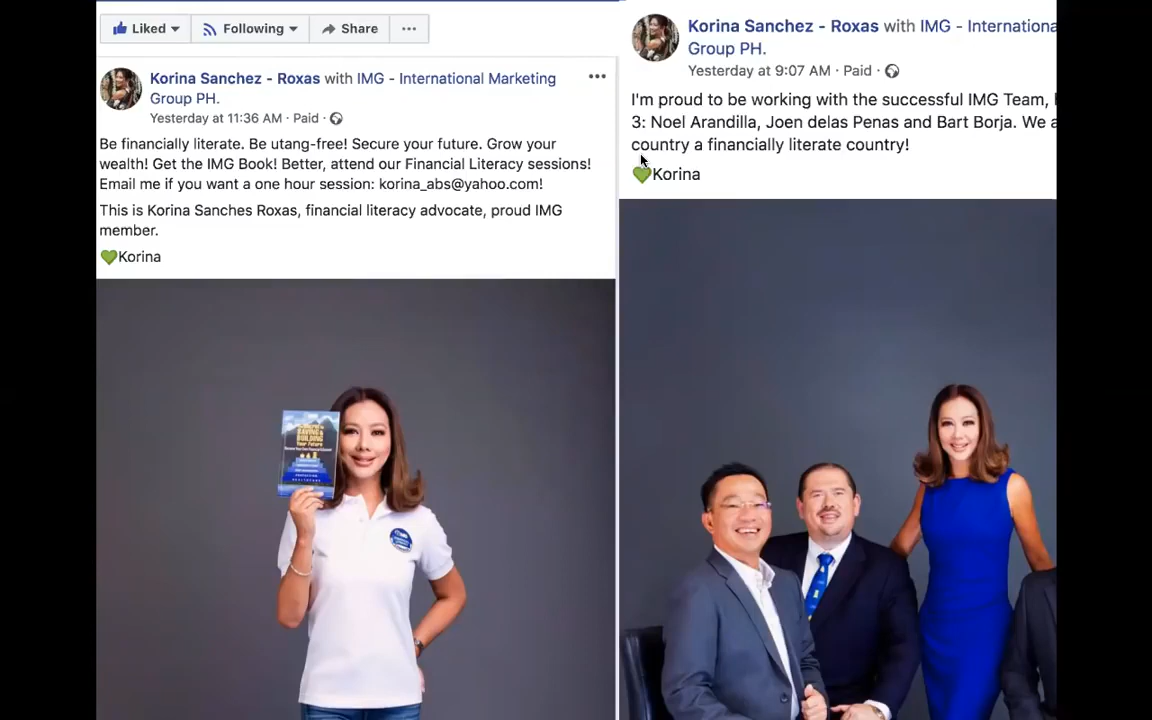 Liked
Following
Share
Korina Sanchez - Roxas with IMG - International Marketing
Group PH.
Yesterday at 11:36 AM · Paid ·
Be financially literate. Be utang-free! Secure your future. Grow your
wealth! Get the IMG Book! Better, attend our Financial Literacy sessions!
Email me if you want a one hour session: korina_abs@yahoo.com!
This is Korina Sanches Roxas, financial literacy advocate, proud IMG
member.
💚Korina
SAVING &
BUILDING
Your Future
Korina Sanchez - Roxas with IMG - Internationa
Group PH.
Yesterday at 9:07 AM · Paid ·
I'm proud to be working with the successful IMG Team,
3: Noel Arandilla, Joen delas Penas and Bart Borja. We a
country a financially literate country!
💚Korina